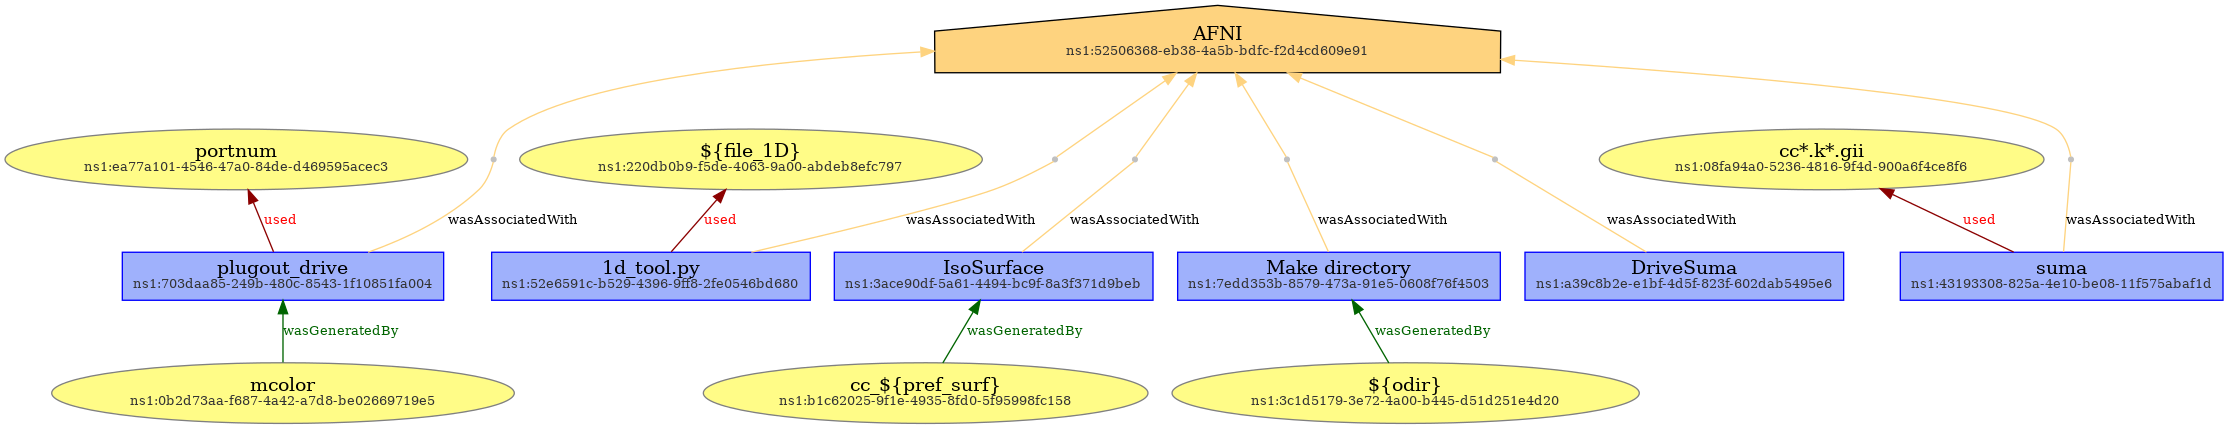 AFNI
ns1:52506368-eb38-4a5b-bdfc-f2d4cd609e91
portnum
ns1:ea77a101-4546-47a0-84de-d469595acec3
${file_1D}
ns1:220db0b9-f5de-4063-9a00-abdeb8efc797
cc*.k*.gii
ns1:08fa94a0-5236-4816-9f4d-900a6f4ce8f6
used
wasAssociatedWith
used
wasAssociatedWith
wasAssociatedWith
wasAssociatedWith
wasAssociatedWith
used
wasAssociatedWith
plugout_drive
ns1:703daa85-249b-480c-8543-1f10851fa004
1d_tool.py
ns1:52e6591c-b529-4396-9ff8-2fe0546bd680
IsoSurface
ns1:3ace90df-5a61-4494-bc9f-8a3f371d9beb
Make directory
ns1:7edd353b-8579-473a-91e5-0608f76f4503
DriveSuma
ns1:a39c8b2e-e1bf-4d5f-823f-602dab5495e6
suma
ns1:43193308-825a-4e10-be08-11f575abaf1d
wasGeneratedBy
wasGeneratedBy
wasGeneratedBy
mcolor
ns1:0b2d73aa-f687-4a42-a7d8-be02669719e5
cc_${pref_surf}
ns1:b1c62025-9f1e-4935-8fd0-5f95998fc158
${odir}
ns1:3c1d5179-3e72-4a00-b445-d51d251e4d20